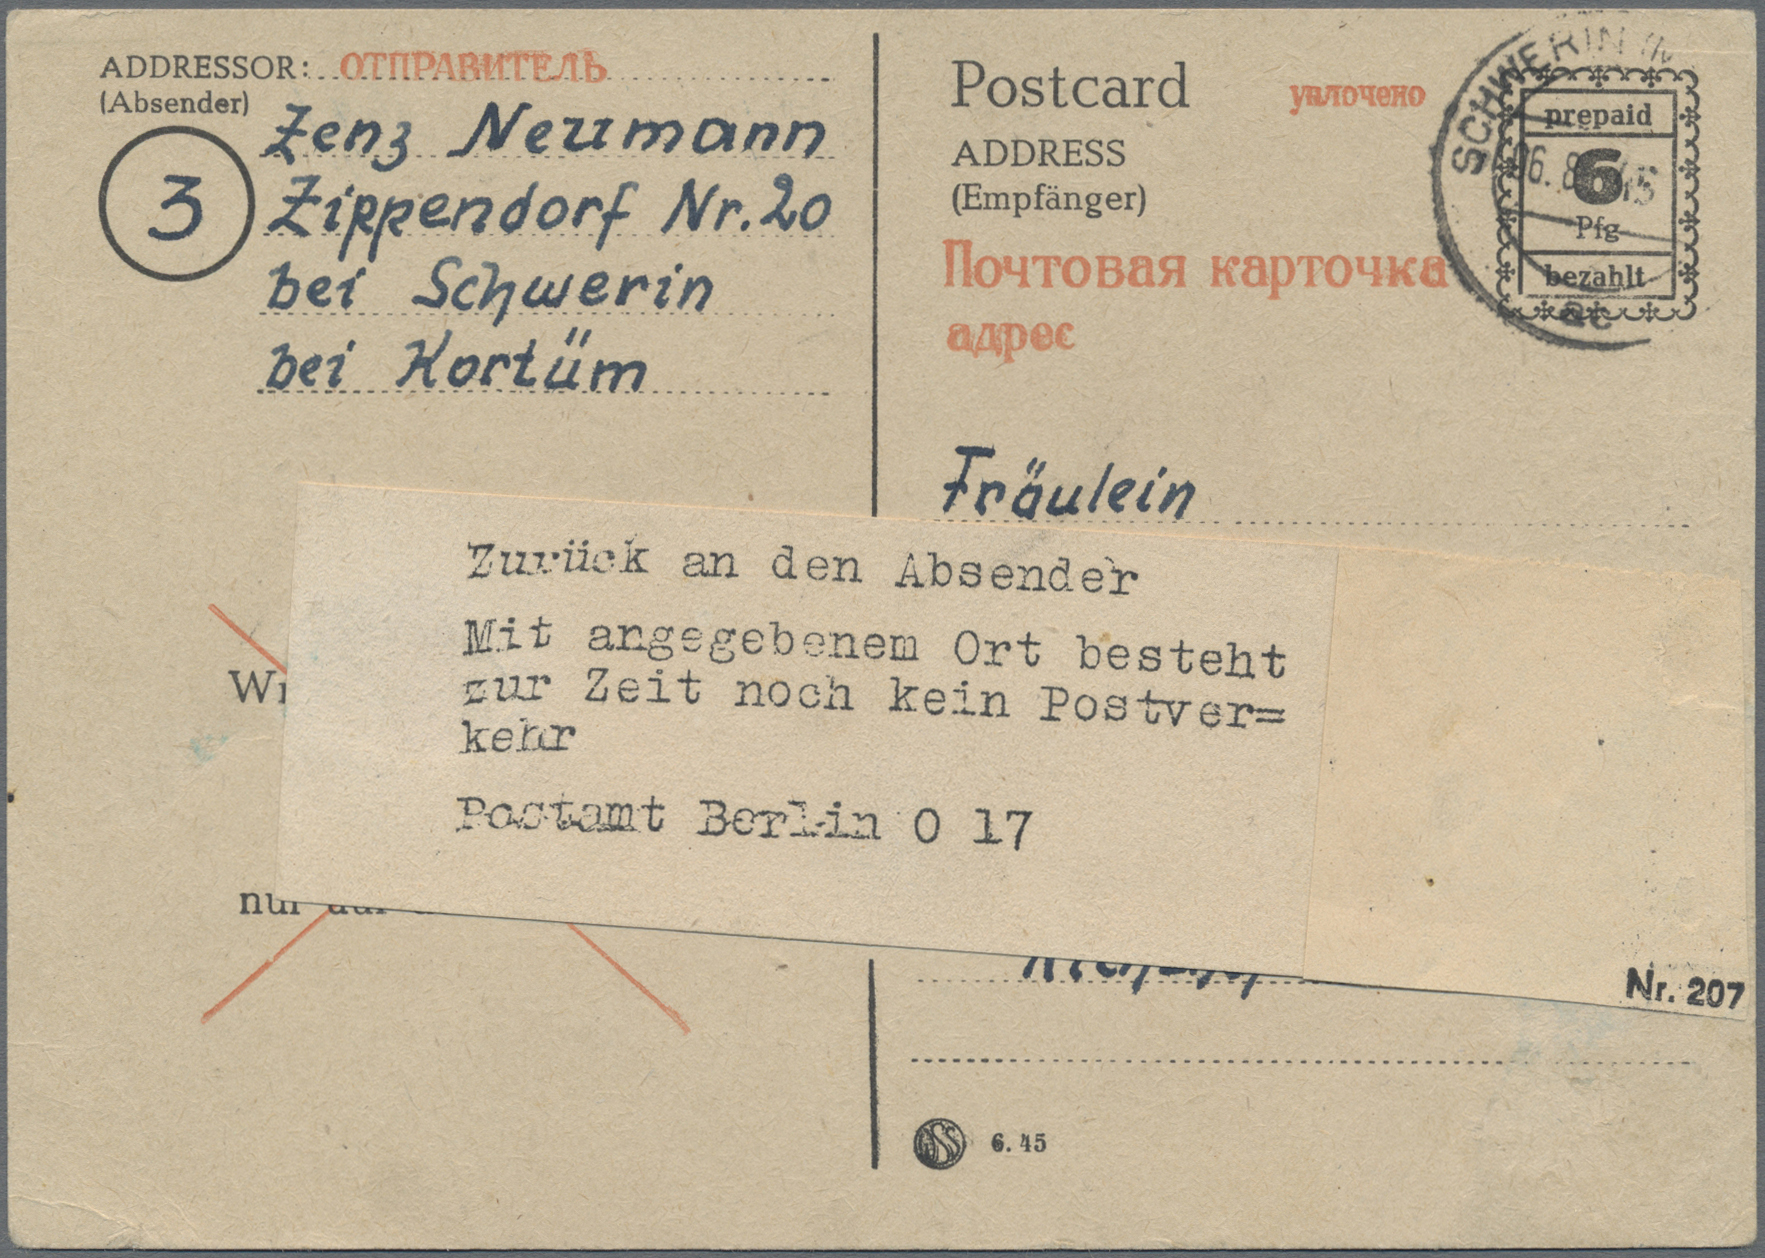 ADDRESSOR: ОТПРАВИТЕЛЬ
(Absender)
3
Zenz Neumann
Zippendorf Nr. 20
bei Schwerin
bei Kortüm
Postcard уплочено
ADDRESS
(Empfänger)
Почтовая карточка
адрес
SCHWERIN
prepaid
6
Pfg
bezahlt
Fräulein
Zurück an den Absender
Mit angegebenem Ort besteht
zur Zeit noch kein Postver=
kehr
Postamt Berlin O 17
nur auf
Nr. 207
6. 45